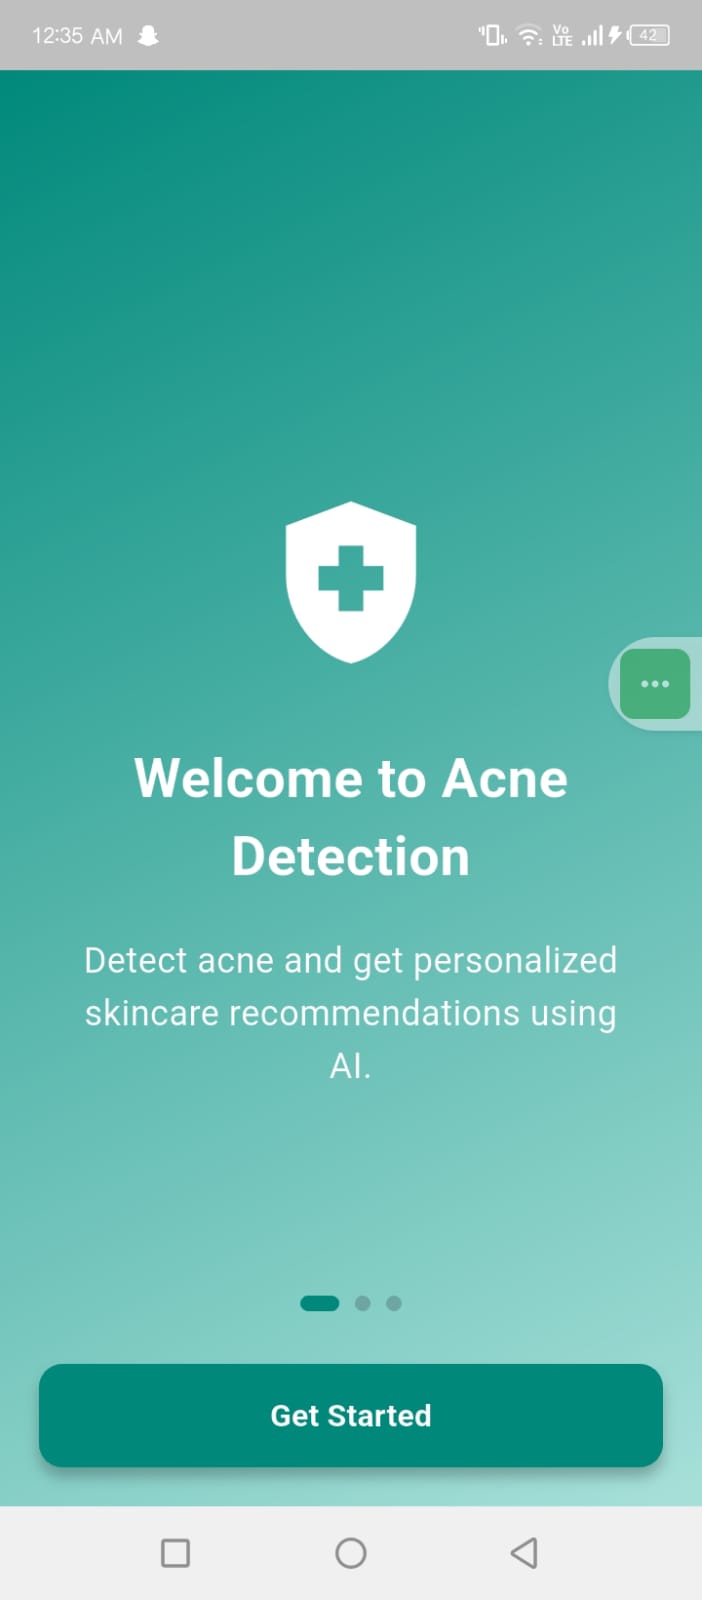 12:35 AM
Vo
LTE
42
Welcome to Acne
Detection
Detect acne and get personalized
skincare recommendations using
AI.
Get Started